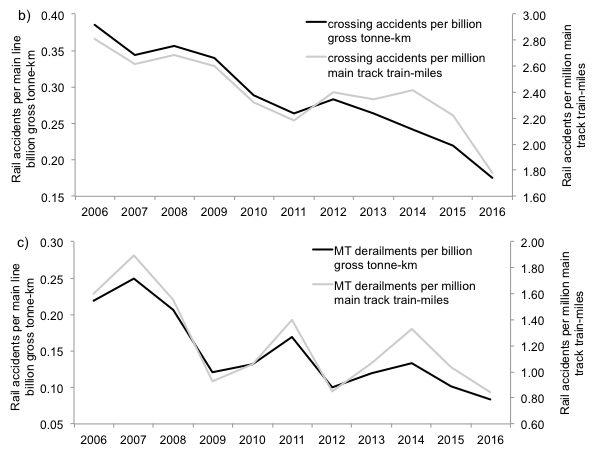 b)
Rail accidents per main line
billion gross tonne-km
0.40
0.35
0.30
0.25
0.20
0.15
crossing accidents per billion
gross tonne-km
crossing accidents per million
main track train-miles
3.00
2.80
2.60
2.40
2.20
2.00
1.80
1.60
Rail accidents per million main
track train-miles
2006 2007 2008 2009 2010 2011 2012 2013 2014 2015 2016
c)
Rail accidents per main line
billion gross tonne-km
0.30
0.25
0.20
0.15
0.10
0.05
MT derailments per billion
gross tonne-km
MT derailments per million
main track train-miles
2.00
1.80
1.60
1.40
1.20
1.00
0.80
0.60
Rail accidents per million main
track train-miles
2006 2007 2008 2009 2010 2011 2012 2013 2014 2015 2016